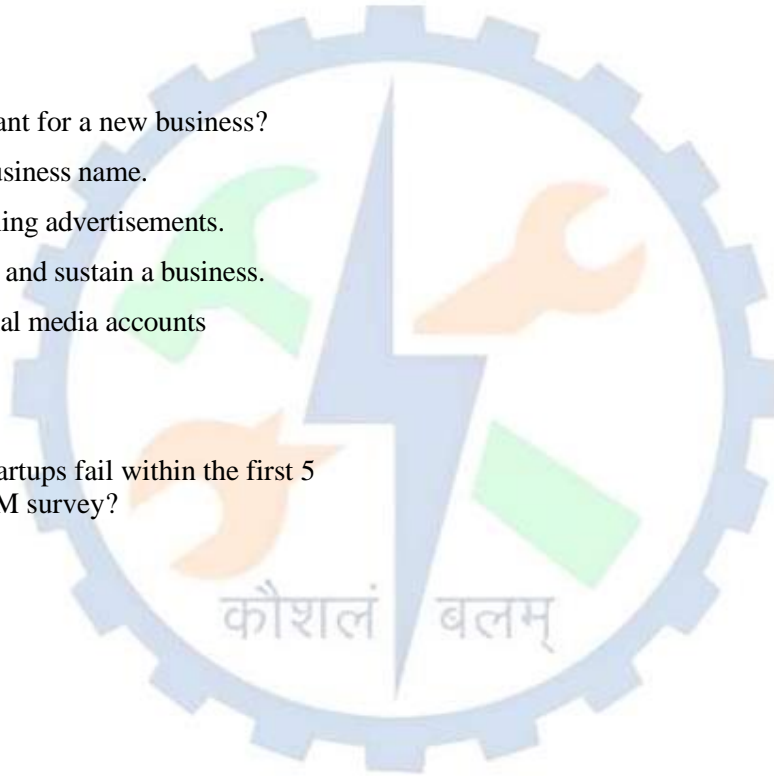 ant for a new business?
usiness name.
ing advertisements.
and sustain a business.
al media accounts
artups fail within the first 5
M survey?
कौशलं बलम्